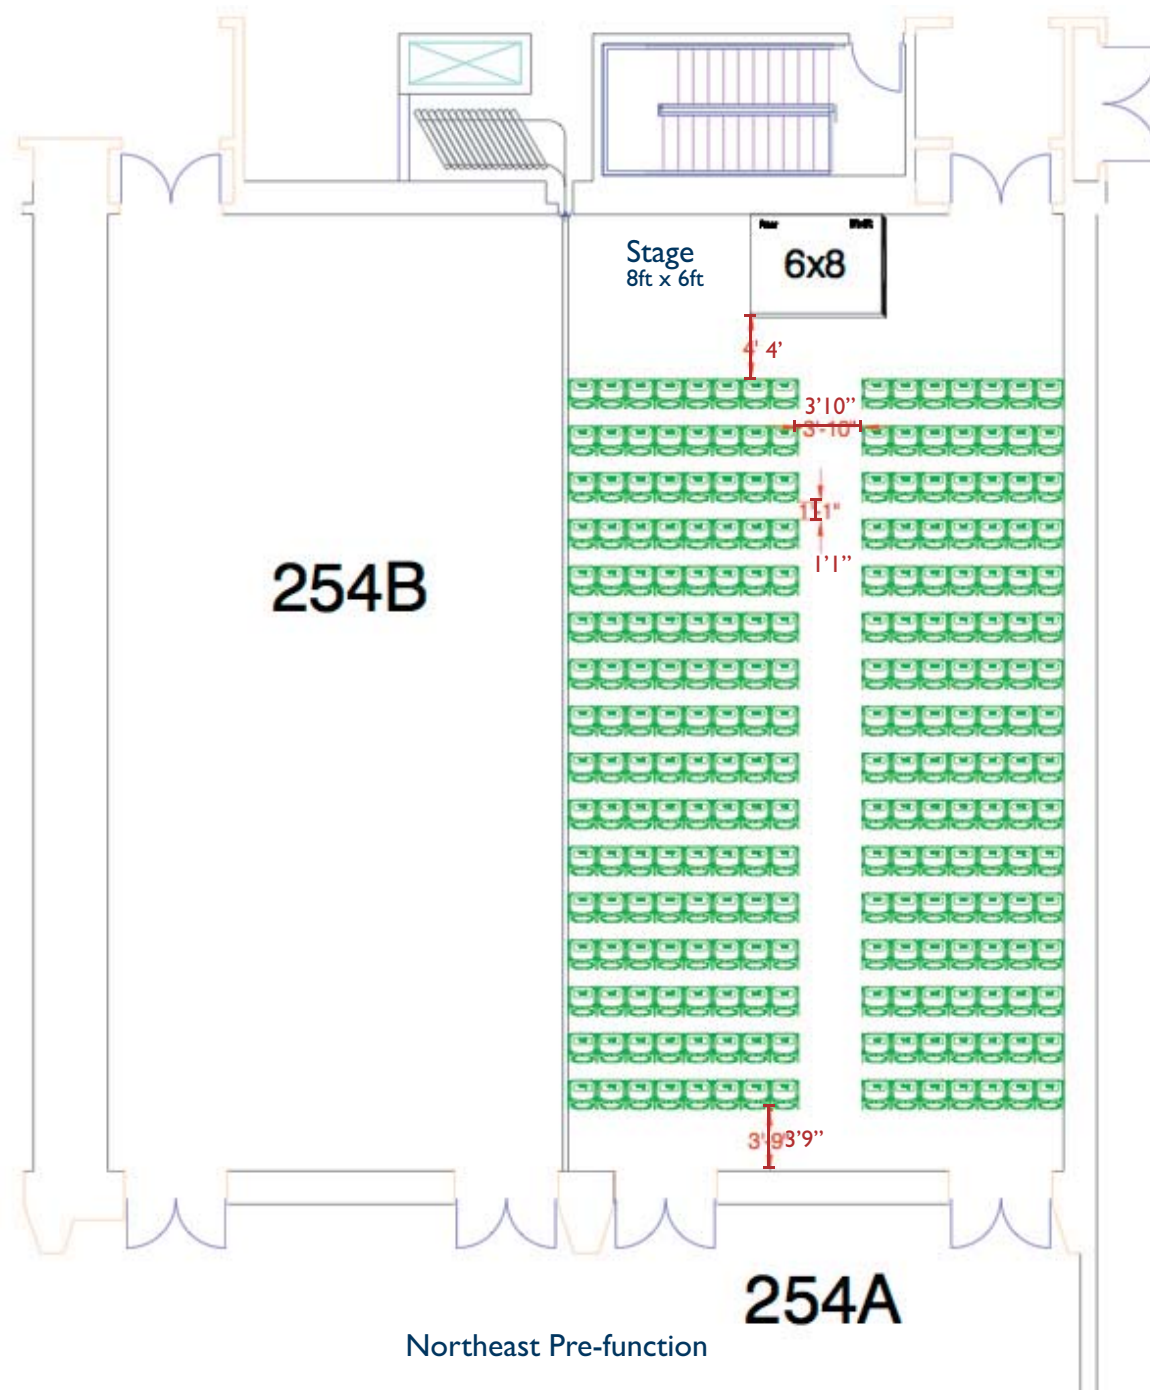 Stage
8ft x 6ft
6x8
4' 4'
3'10”
3'-10"
1'-1"
1'1”
254B
3'-9" 3'9”
254A
Northeast Pre-function